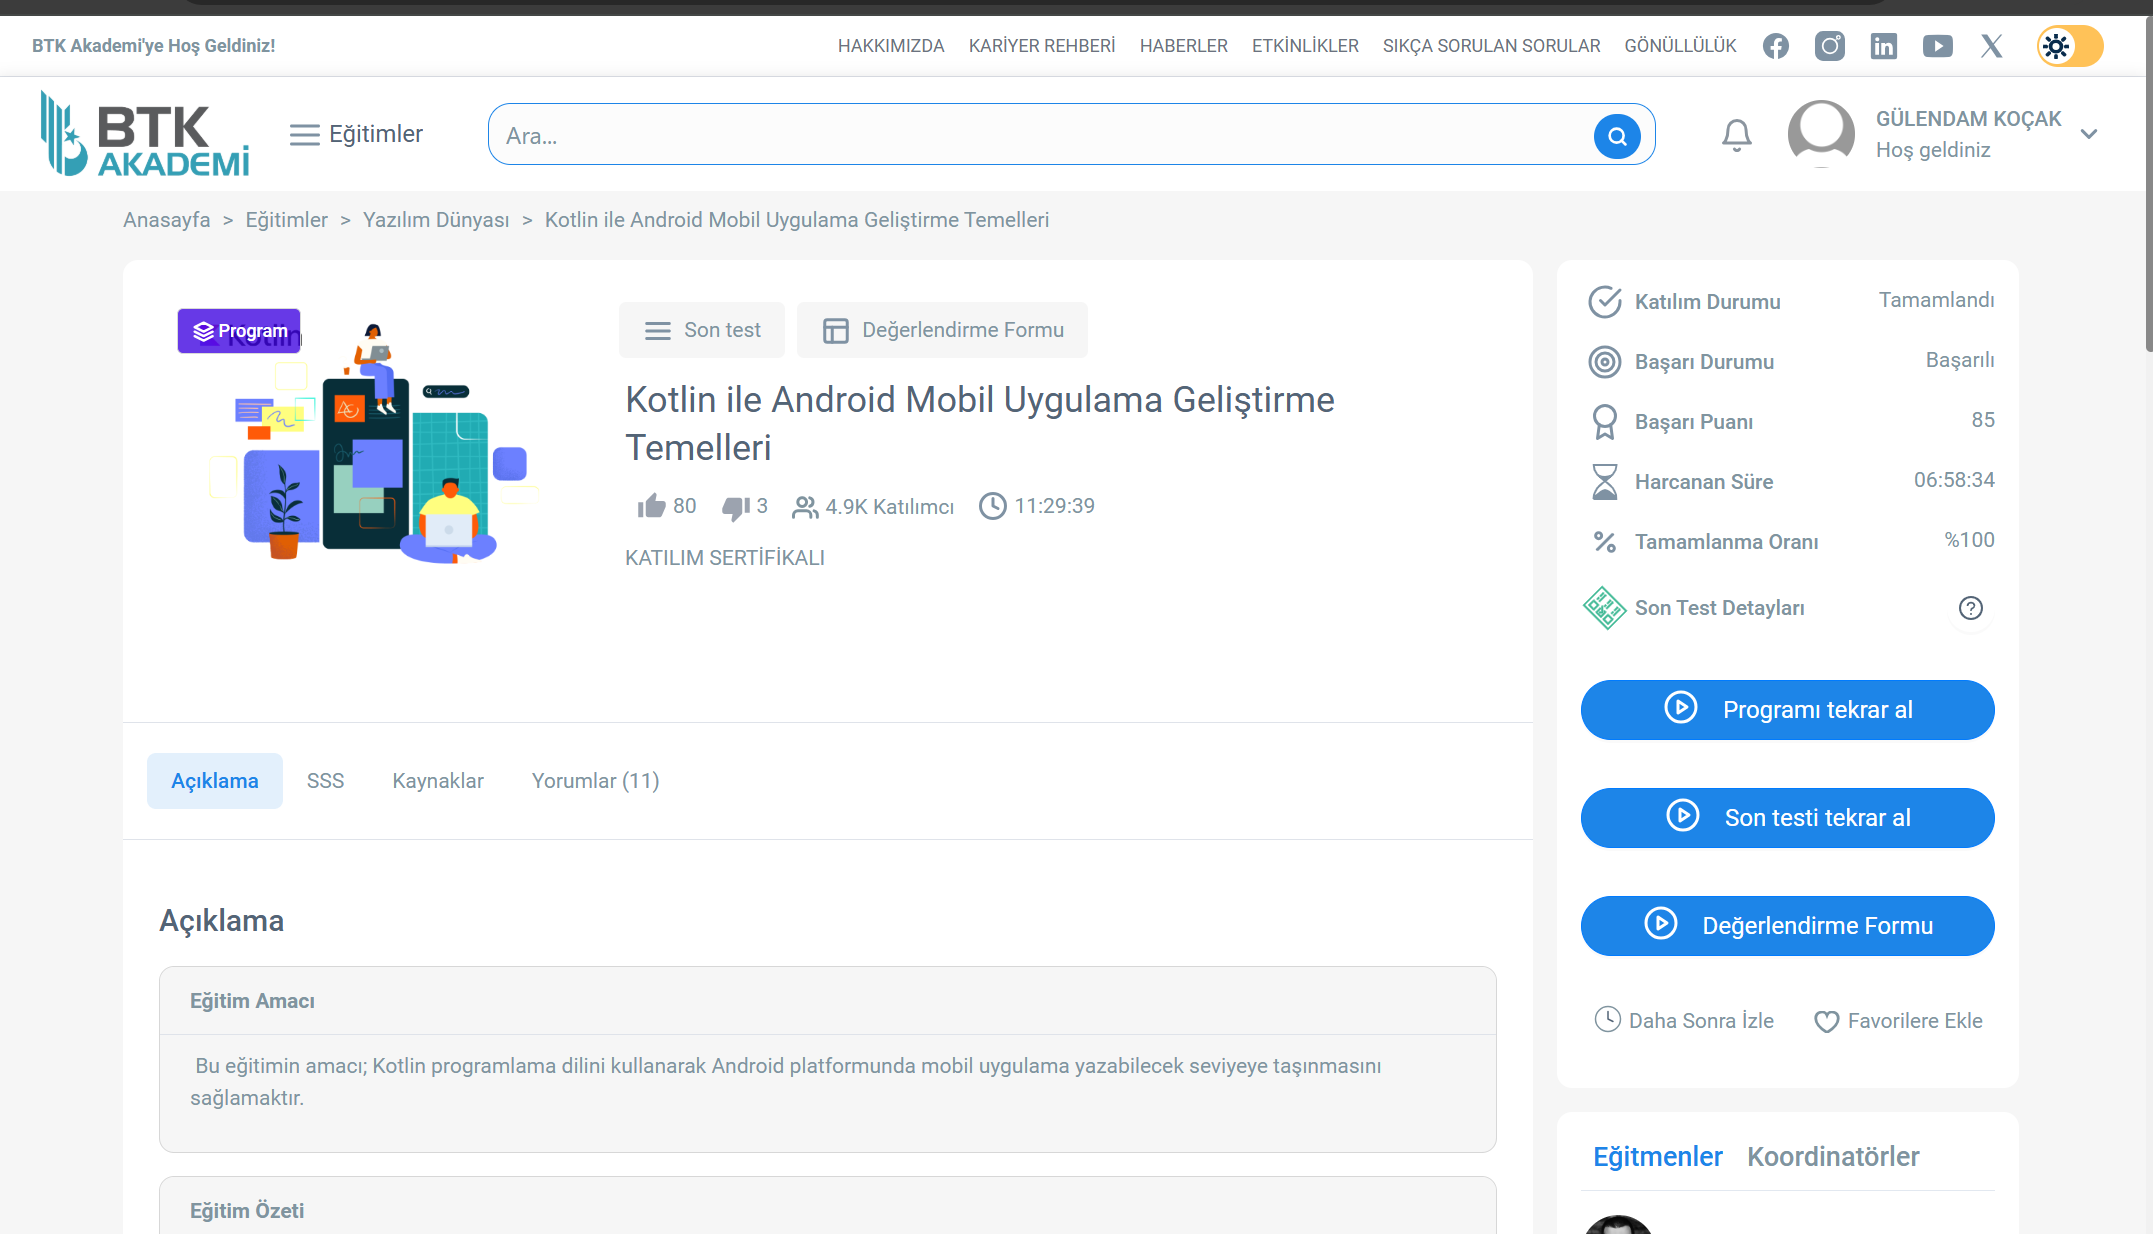 BTK Akademi'ye Hoş Geldiniz!
HAKKIMIZDA KARİYER REHBERİ HABERLER ETKİNLİKLER SIKÇA SORULAN SORULAR GÖNÜLLÜLÜK
BTK
AKADEMİ
Eğitimler
Ara...
GÜLENDAM KOÇAK
Hoş geldiniz
Anasayfa > Eğitimler > Yazılım Dünyası > Kotlin ile Android Mobil Uygulama Geliştirme Temelleri
Program
Kotlin
Son test
Değerlendirme Formu
Kotlin ile Android Mobil Uygulama Geliştirme
Temelleri
80 3 4.9K Katılımcı 11:29:39
KATILIM SERTİFİKALI
Açıklama SSS Kaynaklar Yorumlar (11)
Açıklama
Eğitim Amacı
Bu eğitimin amacı; Kotlin programlama dilini kullanarak Android platformunda mobil uygulama yazabilecek seviyeye taşınmasını
sağlamaktır.
Eğitim Özeti
Katılım Durumu Tamamlandı
Başarı Durumu Başarılı
Başarı Puanı 85
Harcanan Süre 06:58:34
Tamamlanma Oranı %100
Son Test Detayları
Programı tekrar al
Son testi tekrar al
Değerlendirme Formu
Daha Sonra İzle Favorilere Ekle
Eğitmenler Koordinatörler